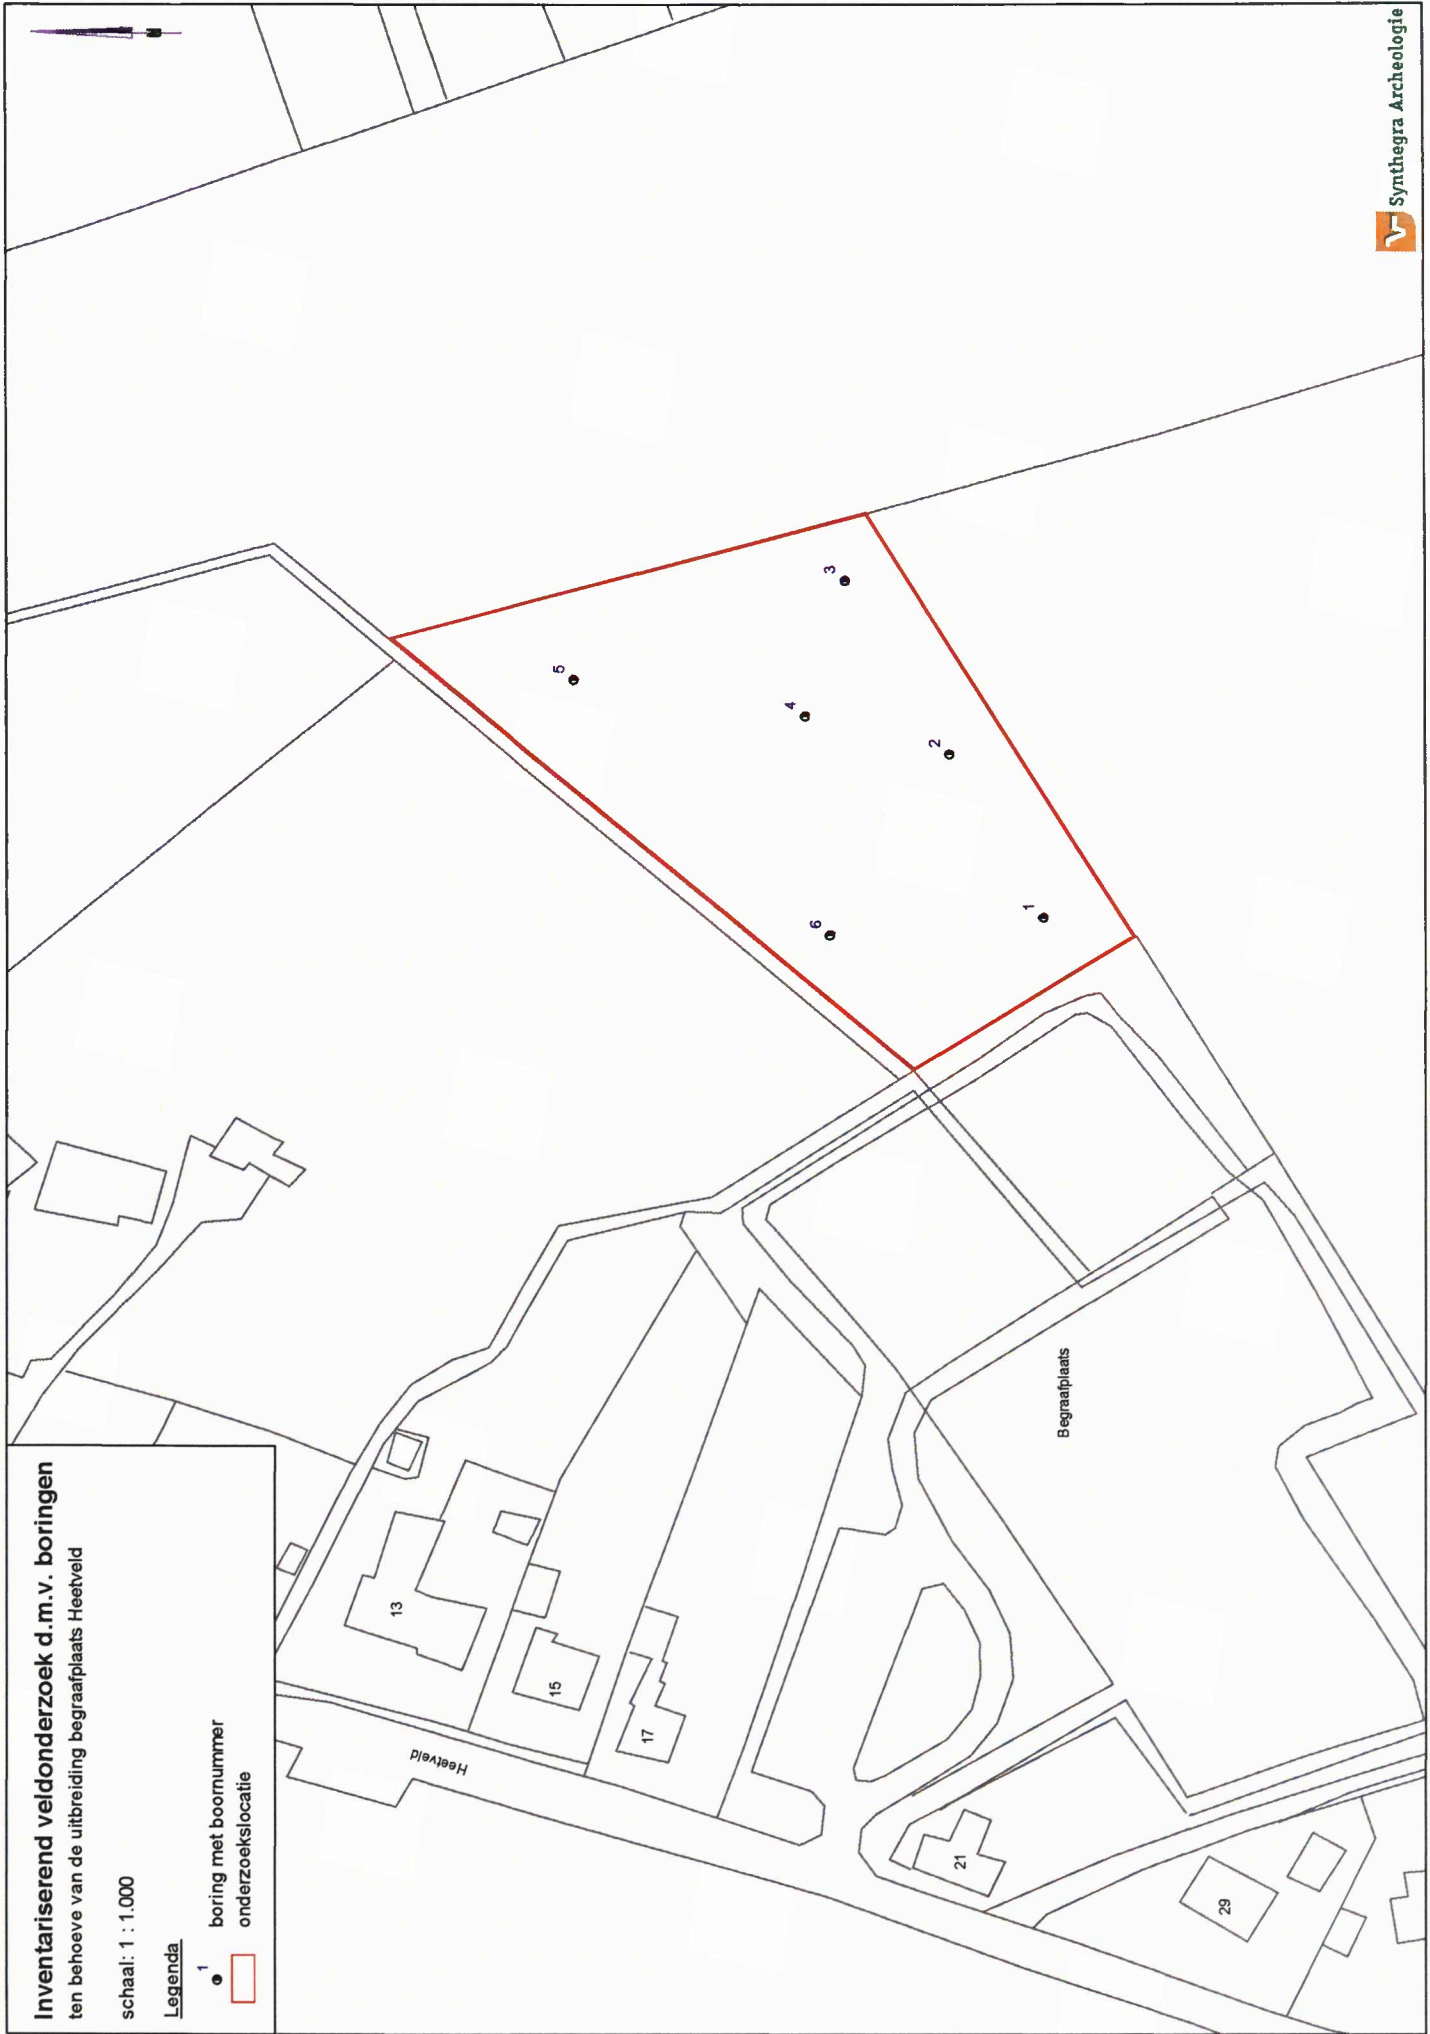 Inventariserend veldonderzoek d.m.v. boringen
ten behoeve van de uitbreiding begraafplaats Heetveld
schaal: 1 : 1.000
Legenda
1
boring met boornummer
onderzoekslocatie
13
15
17
Heetveld
21
29
Begraafplaats
6
1
5
4
2
3
Synthegra Archeologie